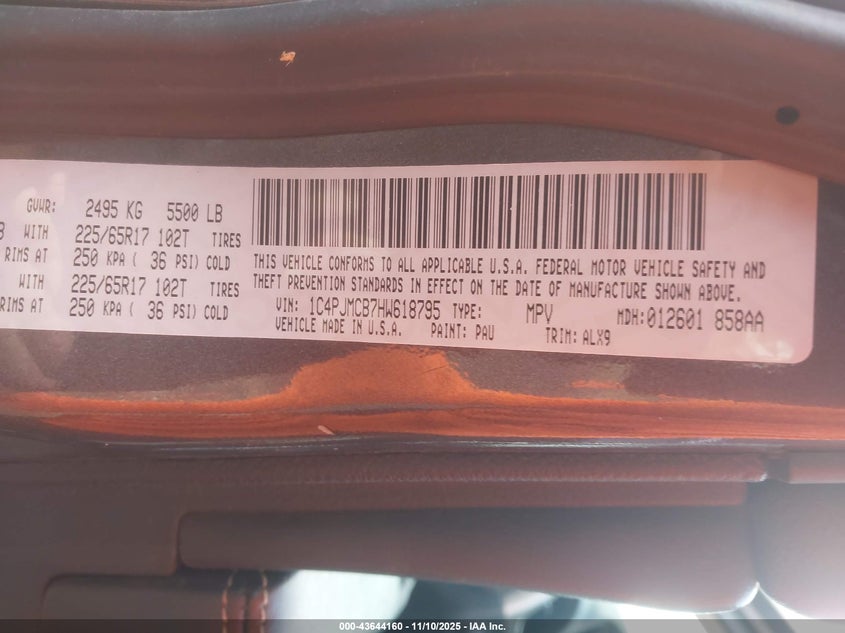 GVWR: 2495 KG 5500 LB
WITH 225/65R17 102T TIRES
RIMS AT 250 KPA ( 36 PSI) COLD
WITH 225/65R17 102T TIRES
RIMS AT 250 KPA ( 36 PSI) COLD
THIS VEHICLE CONFORMS TO ALL APPLICABLE U.S.A. FEDERAL MOTOR VEHICLE SAFETY AND
THEFT PREVENTION STANDARDS IN EFFECT ON THE DATE OF MANUFACTURE SHOWN ABOVE.
VIN: 1C4PJMCB7HW618795 TYPE: MPV MDH: 012601 858AA
VEHICLE MADE IN U.S.A. PAINT: PAU TRIM: ALX9
000-43644160 - 11/10/2025 - IAA Inc.